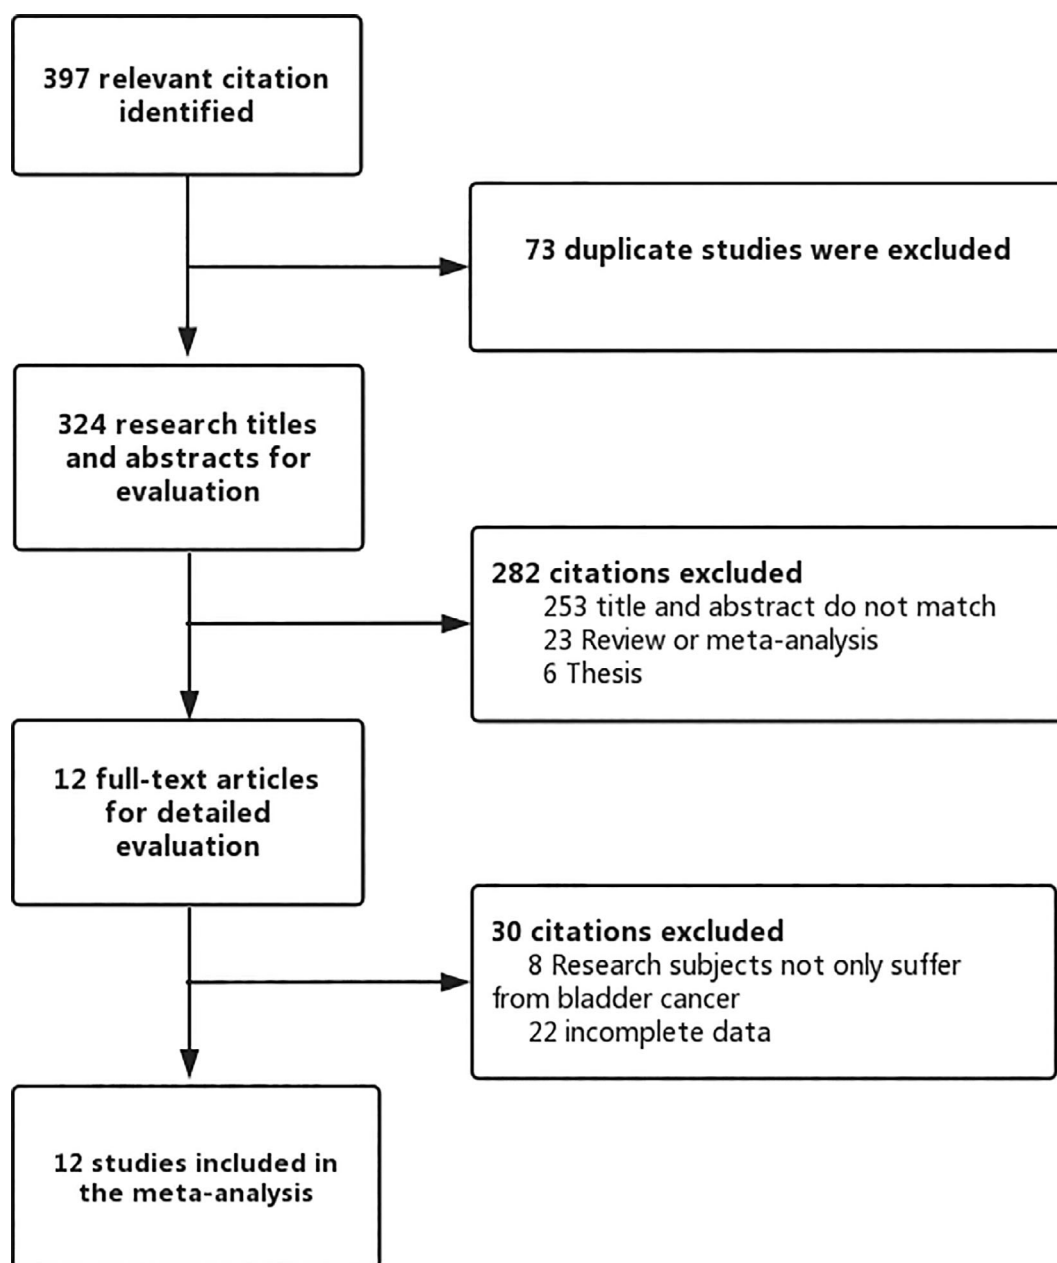 397 relevant citation
identified
73 duplicate studies were excluded
324 research titles
and abstracts for
evaluation
282 citations excluded
253 title and abstract do not match
23 Review or meta-analysis
6 Thesis
12 full-text articles
for detailed
evaluation
30 citations excluded
8 Research subjects not only suffer
from bladder cancer
22 incomplete data
12 studies included in
the meta-analysis